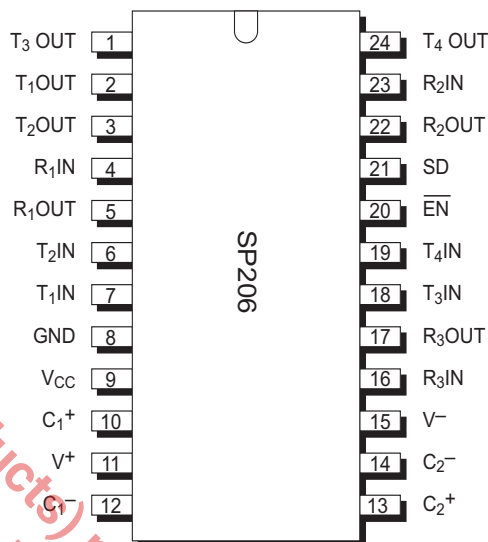 T₃ OUT 1 24 T₄ OUT
T₁OUT 2 23 R₂IN
T₂OUT 3 22 R₂OUT
R₁IN 4 21 SD
R₁OUT 5 20 E̅N̅
T₂IN 6 19 T₄IN
T₁IN 7 18 T₃IN
GND 8 17 R₃OUT
VCC 9 16 R₃IN
C₁⁺ 10 15 V⁻
V⁺ 11 14 C₂⁻
C₁⁻ 12 13 C₂⁺
SP206
ucts)